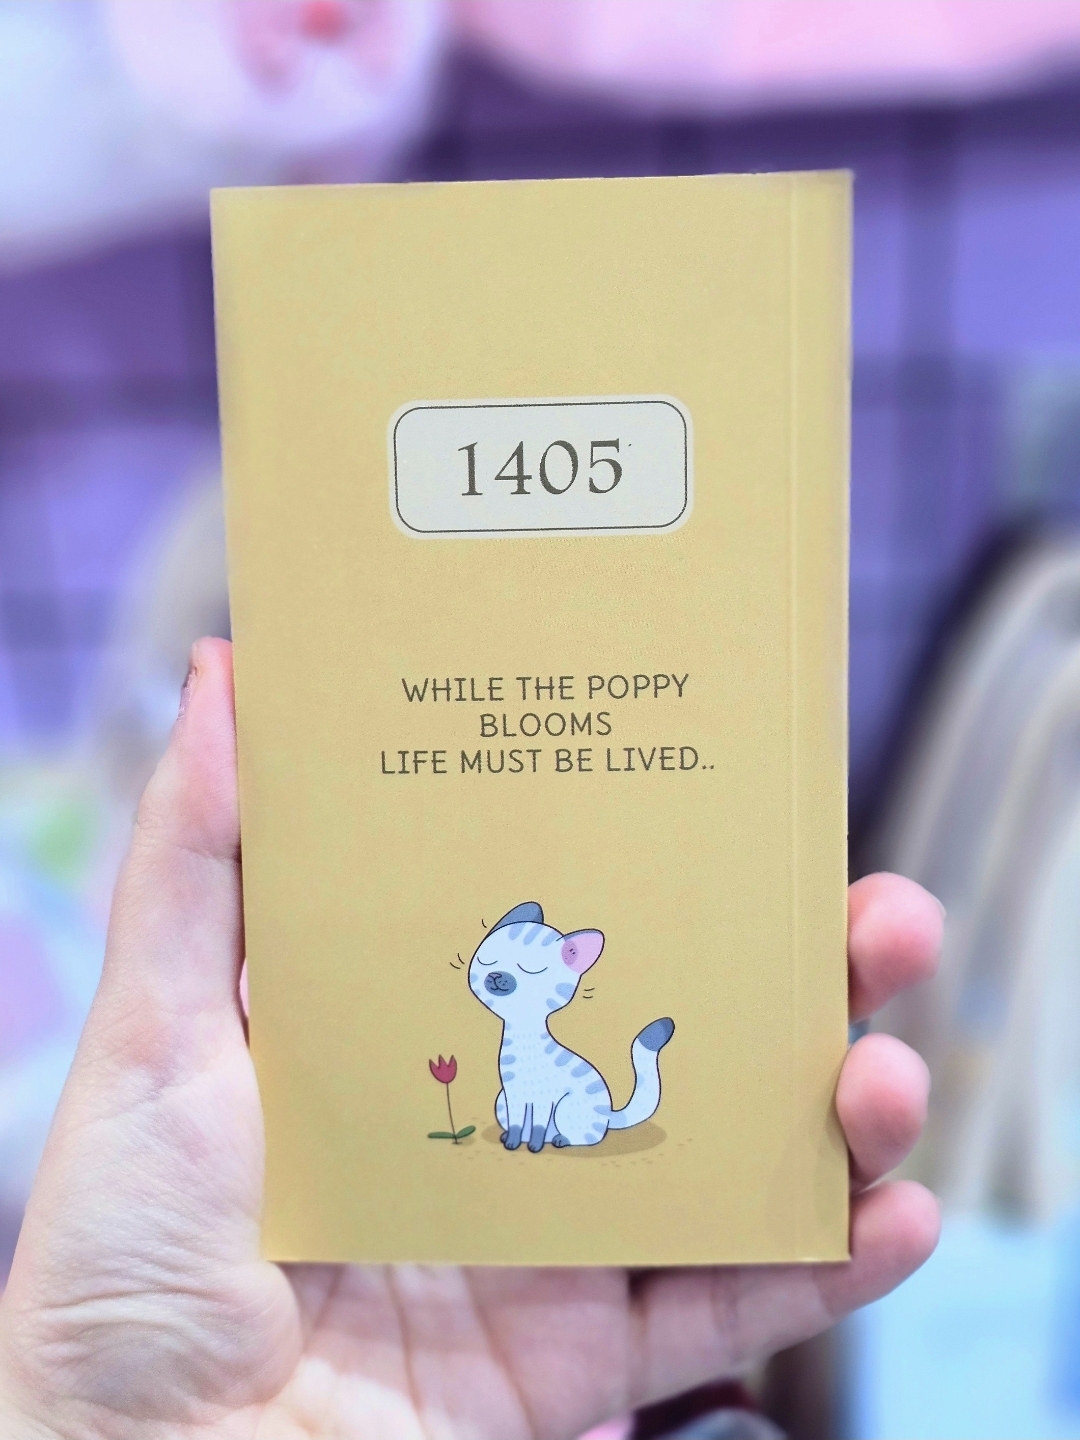 1405
WHILE THE POPPY
BLOOMS
LIFE MUST BE LIVED..